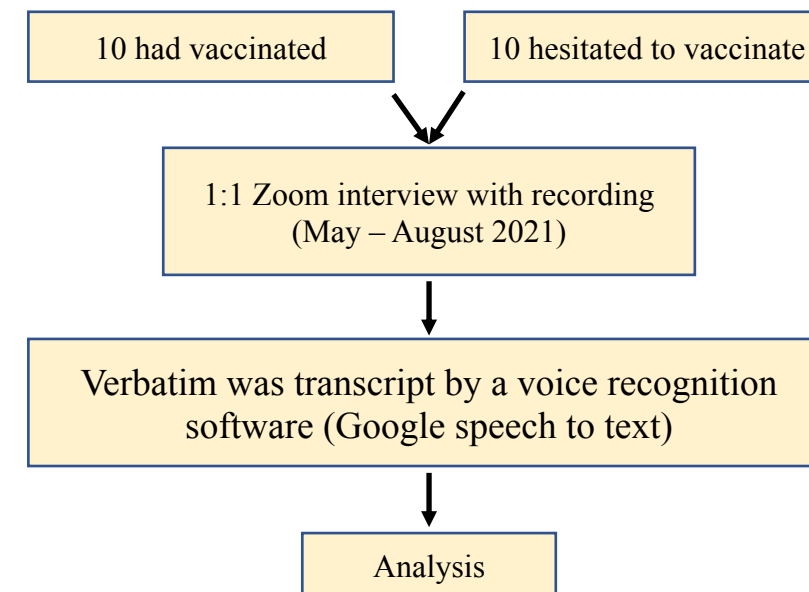 10 had vaccinated
10 hesitated to vaccinate
1:1 Zoom interview with recording
(May – August 2021)
Verbatim was transcript by a voice recognition
software (Google speech to text)
Analysis